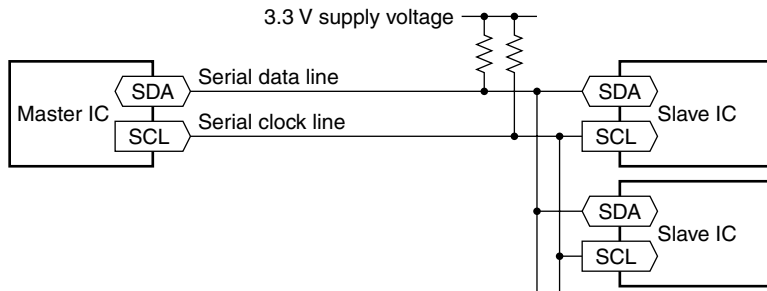 3.3 V supply voltage
Serial data line
SDA
SDA
Master IC
Slave IC
Serial clock line
SCL
SCL
SDA
Slave IC
SCL